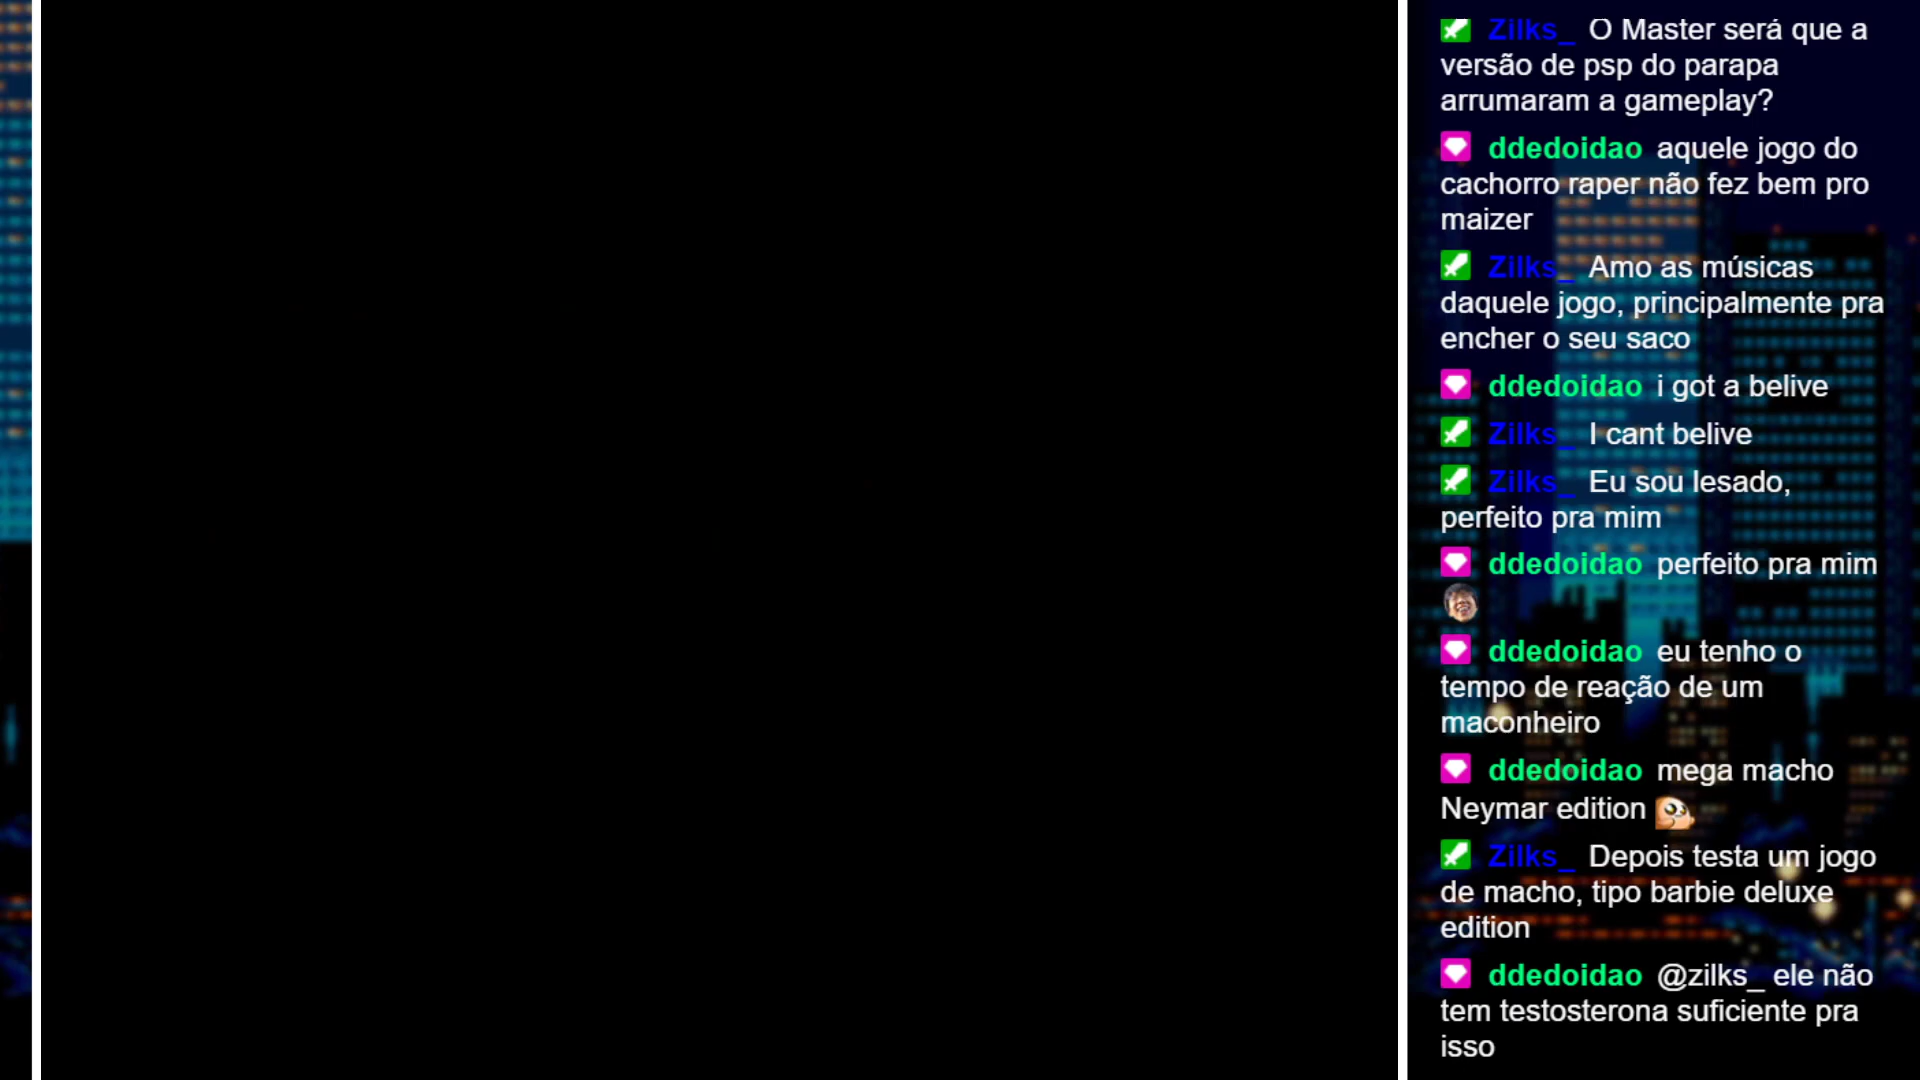 Zilks_ O Master será que a
versão de psp do parapa
arrumaram a gameplay?
ddedoidao aquele jogo do
cachorro raper não fez bem pro
maizer
Zilks_ Amo as músicas
daquele jogo, principalmente pra
encher o seu saco
ddedoidao i got a belive
Zilks_ I cant belive
Zilks_ Eu sou lesado,
perfeito pra mim
ddedoidao perfeito pra mim
ddedoidao eu tenho o
tempo de reação de um
maconheiro
ddedoidao mega macho
Neymar edition
Zilks_ Depois testa um jogo
de macho, tipo barbie deluxe
edition
ddedoidao @zilks_ ele não
tem testosterona suficiente pra
isso